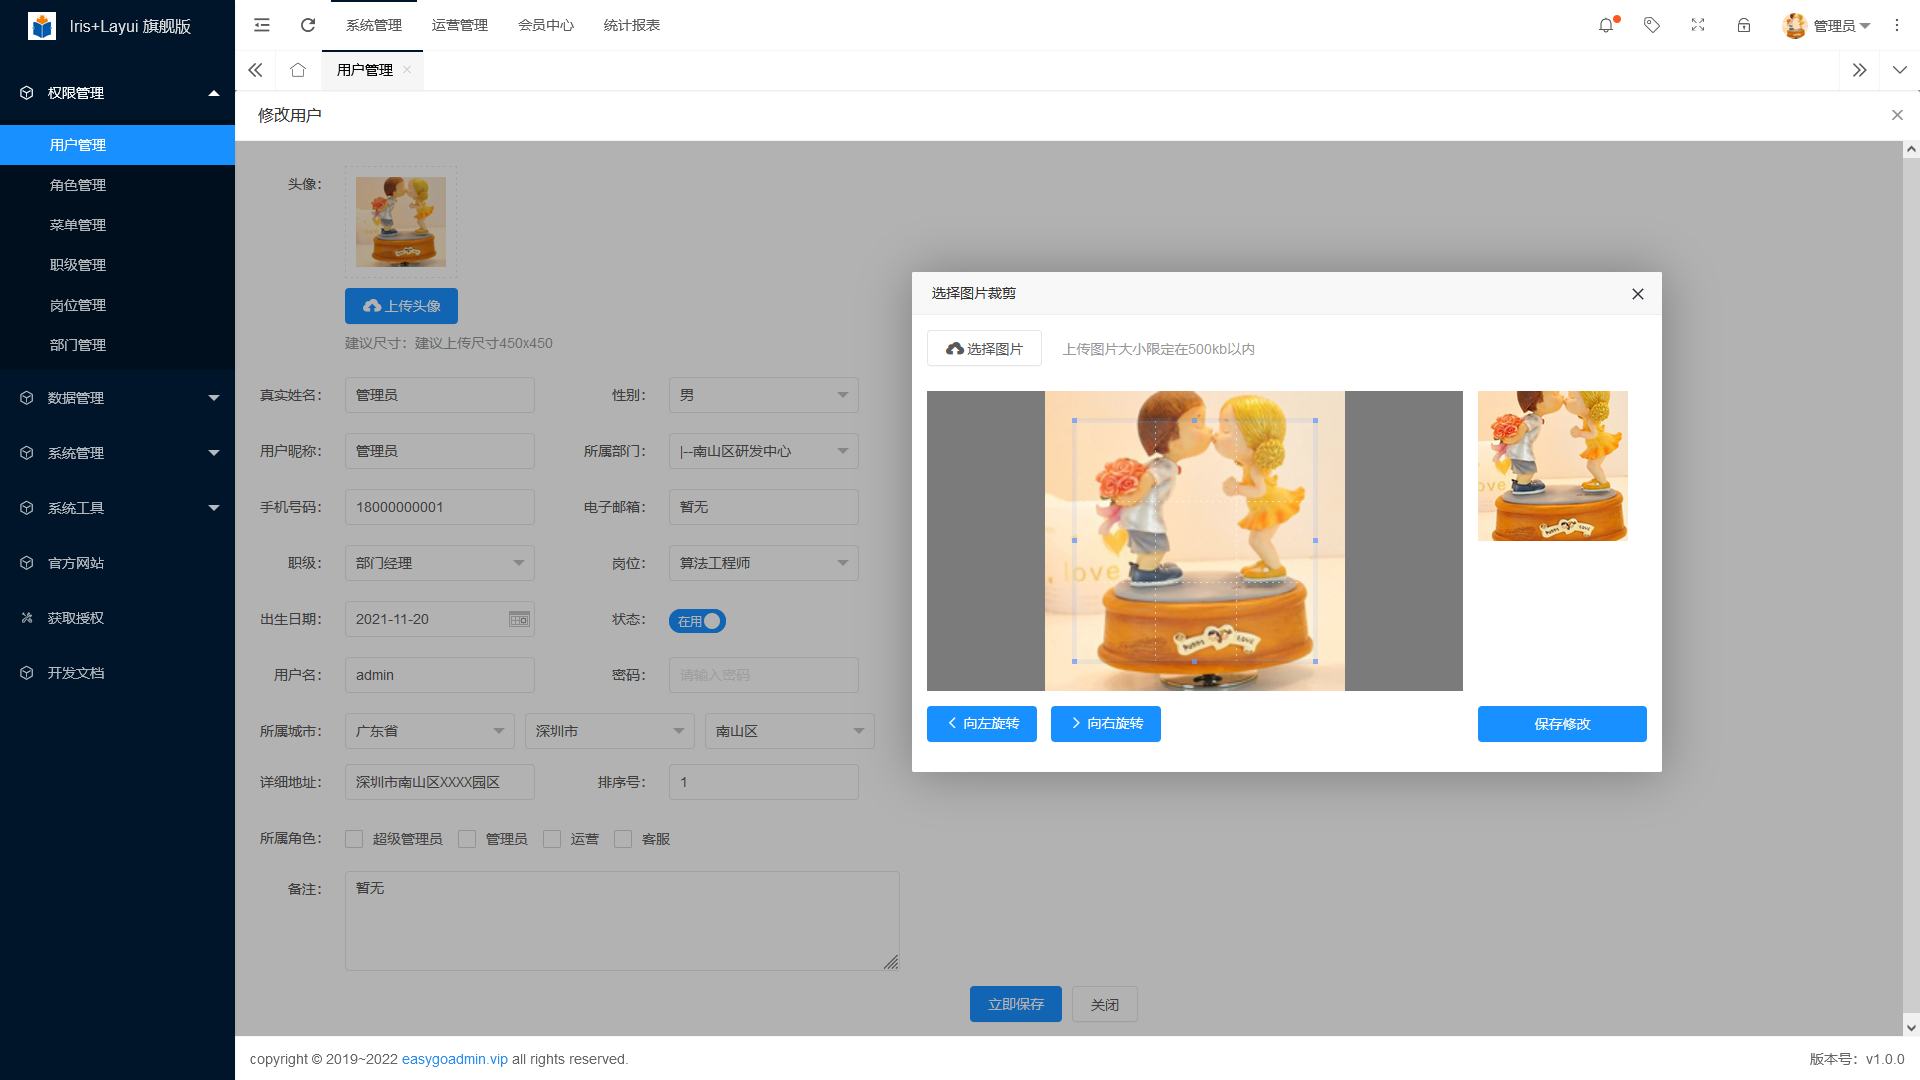 Iris+Layui 旗舰版
系统管理 运营管理 会员中心 统计报表
管理员
用户管理
权限管理
用户管理
角色管理
菜单管理
职级管理
岗位管理
部门管理
数据管理
系统管理
系统工具
官方网站
获取授权
开发文档
修改用户
头像：
上传头像
建议尺寸：建议上传尺寸450x450
真实姓名： 管理员 性别： 男
用户昵称： 管理员 所属部门： |--南山区研发中心
手机号码： 18000000001 电子邮箱： 暂无
职级： 部门经理 岗位： 算法工程师
出生日期： 2021-11-20 状态： 在用
用户名： admin 密码： 请输入密码
所属城市： 广东省 深圳市 南山区
详细地址： 深圳市南山区XXXX园区 排序号： 1
所属角色： 超级管理员 管理员 运营 客服
备注： 暂无
立即保存 关闭
选择图片裁剪
选择图片 上传图片大小限定在500kb以内
love
向左旋转 向右旋转 保存修改
copyright © 2019~2022 easygoadmin.vip all rights reserved.
版本号：v1.0.0